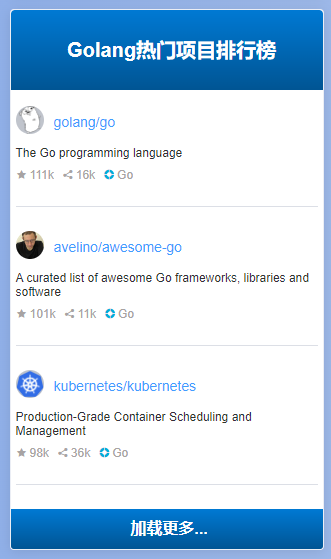 Golang热门项目排行榜
golang/go
The Go programming language
111k 16k Go
avelino/awesome-go
A curated list of awesome Go frameworks, libraries and
software
101k 11k Go
kubernetes/kubernetes
Production-Grade Container Scheduling and
Management
98k 36k Go
加载更多...